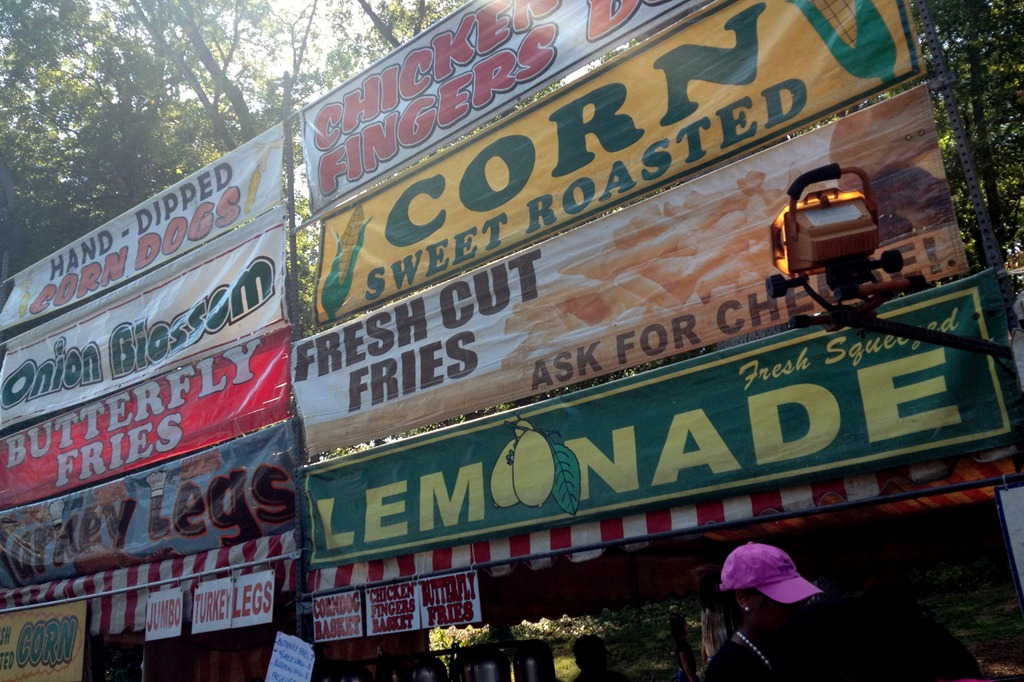 HAND-DIPPED
CORN DOGS
Onion Blossom
BUTTERFLY
FRIES
Turkey Legs
CHICKEN
FINGERS
CORN
SWEET ROASTED
FRESH CUT
FRIES
ASK FOR
Fresh Squeezed
LEMONADE
JUMBO
TURKEY LEGS
CORNDOG
BASKET
CHICKEN
FINGERS
BASKET
BUTTERFLY
FRIES
CORN